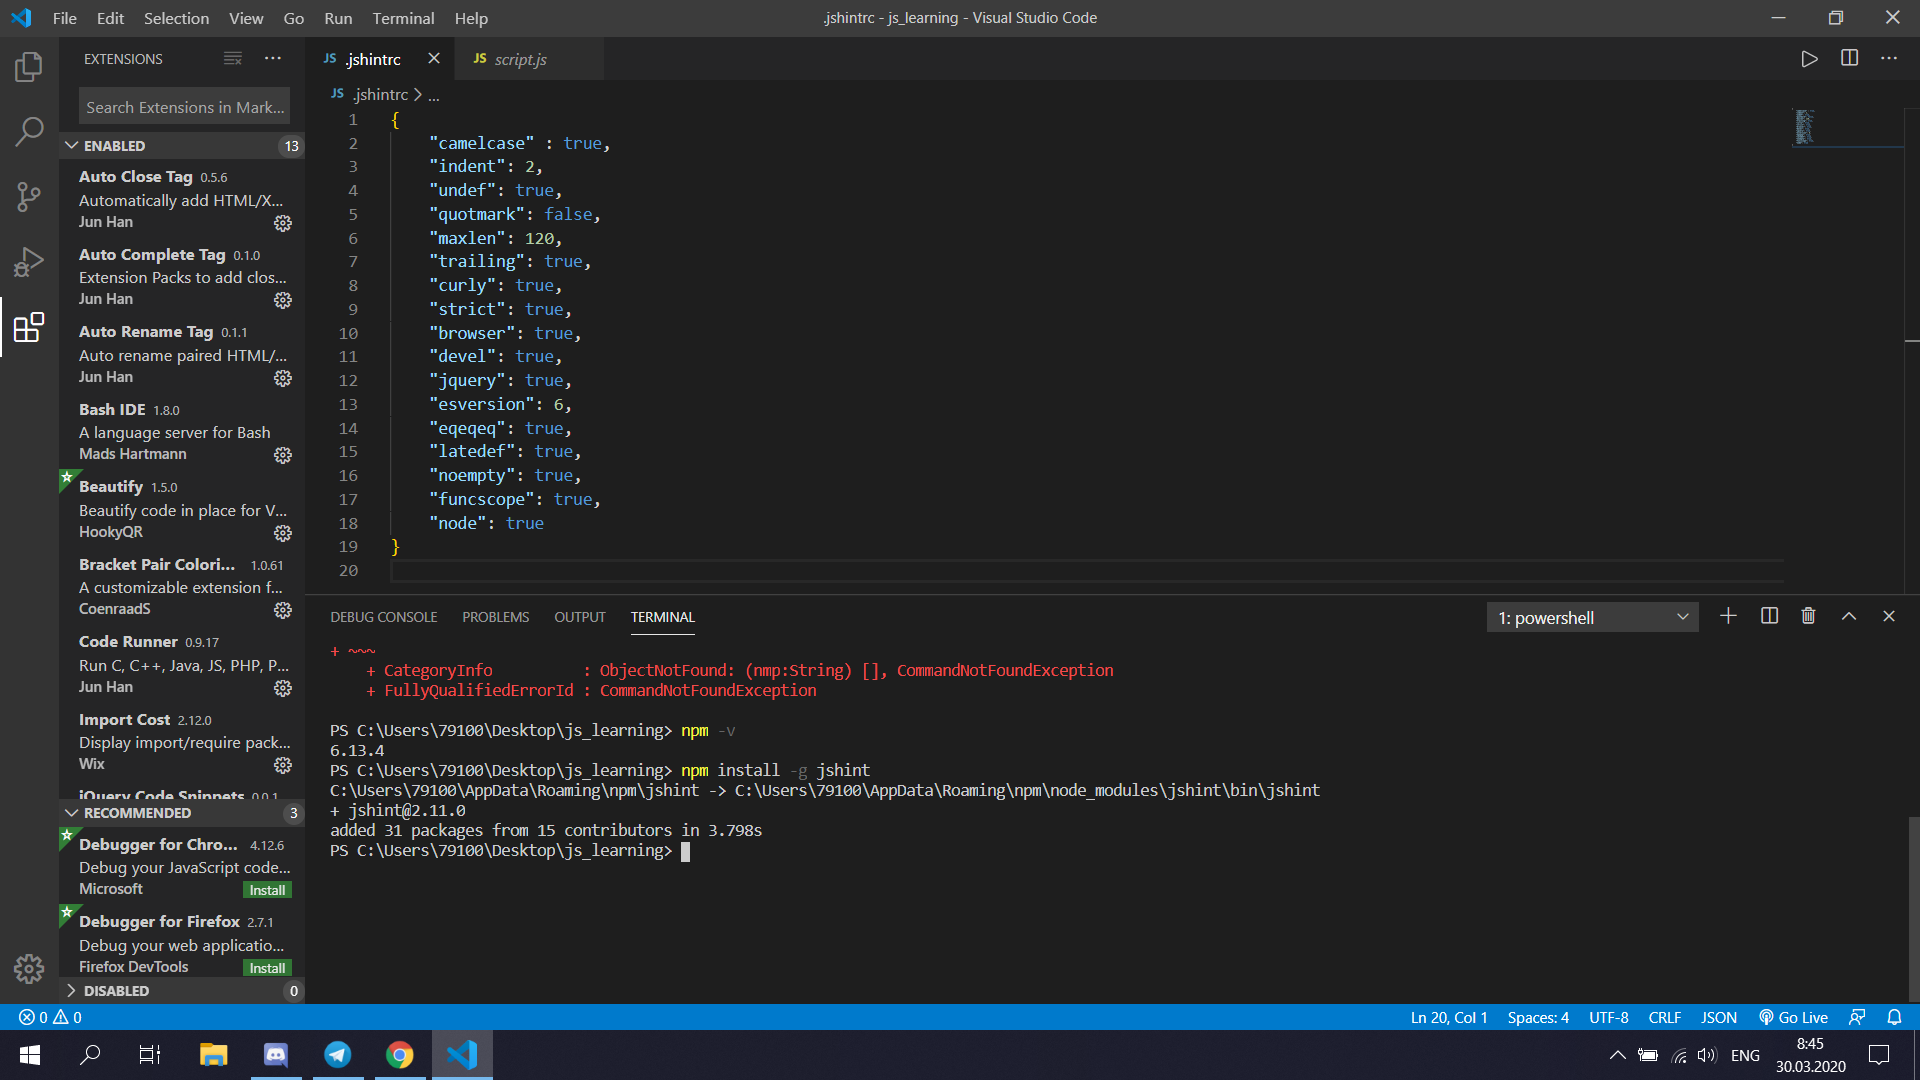 File Edit Selection View Go Run Terminal Help
.jshintrc - js_learning - Visual Studio Code
EXTENSIONS
Search Extensions in Mark...
ENABLED 13
Auto Close Tag 0.5.6
Automatically add HTML/X...
Jun Han
Auto Complete Tag 0.1.0
Extension Packs to add clos...
Jun Han
Auto Rename Tag 0.1.1
Auto rename paired HTML/...
Jun Han
Bash IDE 1.8.0
A language server for Bash
Mads Hartmann
Beautify 1.5.0
Beautify code in place for V...
HookyQR
Bracket Pair Colori... 1.0.61
A customizable extension f...
CoenraadS
Code Runner 0.9.17
Run C, C++, Java, JS, PHP, P...
Jun Han
Import Cost 2.12.0
Display import/require pack...
Wix
jQuery Code Snippets 0.0.1
RECOMMENDED 3
Debugger for Chro... 4.12.6
Debug your JavaScript code...
Microsoft Install
Debugger for Firefox 2.7.1
Debug your web applicatio...
Firefox DevTools Install
DISABLED 0
JS .jshintrc
JS script.js
JS .jshintrc > ...
1 {
2 "camelcase" : true,
3 "indent": 2,
4 "undef": true,
5 "quotmark": false,
6 "maxlen": 120,
7 "trailing": true,
8 "curly": true,
9 "strict": true,
10 "browser": true,
11 "devel": true,
12 "jquery": true,
13 "esversion": 6,
14 "eqeqeq": true,
15 "latedef": true,
16 "noempty": true,
17 "funcscope": true,
18 "node": true
19 }
20
DEBUG CONSOLE PROBLEMS OUTPUT TERMINAL
1: powershell
+ ~~~
+ CategoryInfo : ObjectNotFound: (nmp:String) [], CommandNotFoundException
+ FullyQualifiedErrorId : CommandNotFoundException
PS C:\Users\79100\Desktop\js_learning> npm -v
6.13.4
PS C:\Users\79100\Desktop\js_learning> npm install -g jshint
C:\Users\79100\AppData\Roaming\npm\jshint -> C:\Users\79100\AppData\Roaming\npm\node_modules\jshint\bin\jshint
+ jshint@2.11.0
added 31 packages from 15 contributors in 3.798s
PS C:\Users\79100\Desktop\js_learning>
0 0
Ln 20, Col 1 Spaces: 4 UTF-8 CRLF JSON Go Live
ENG
8:45
30.03.2020